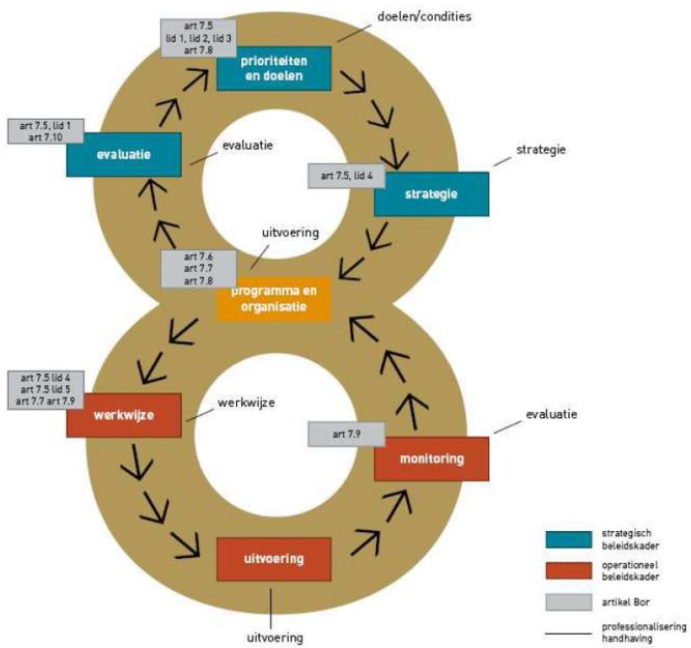 art 7.5
lid 1, lid 2, lid 3
art 7.8
doelen/condities
prioriteiten
en doelen
art 7.5, lid 1
art 7.10
evaluatie
evaluatie
strategie
art 7.5, lid 4
strategie
uitvoering
art 7.6
art 7.7
art 7.8
programma en
organisatie
art 7.5 lid 4
art 7.5 lid 5
art 7.7 art 7.9
werkwijze
werkwijze
evaluatie
art 7.9
monitoring
uitvoering
uitvoering
strategisch
beleidskader
operationeel
beleidskader
artikel Bor
professionalisering
handhaving